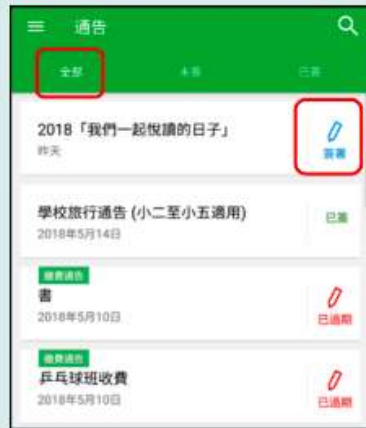 通告
全部 未簽 已簽
2018「我們一起悅讀的日子」
昨天
簽署
學校旅行通告 (小二至小五適用)
2018年5月14日
已簽
繳費通告
書
2018年5月10日
已過期
繳費通告
乒乓球班收費
2018年5月10日
已過期